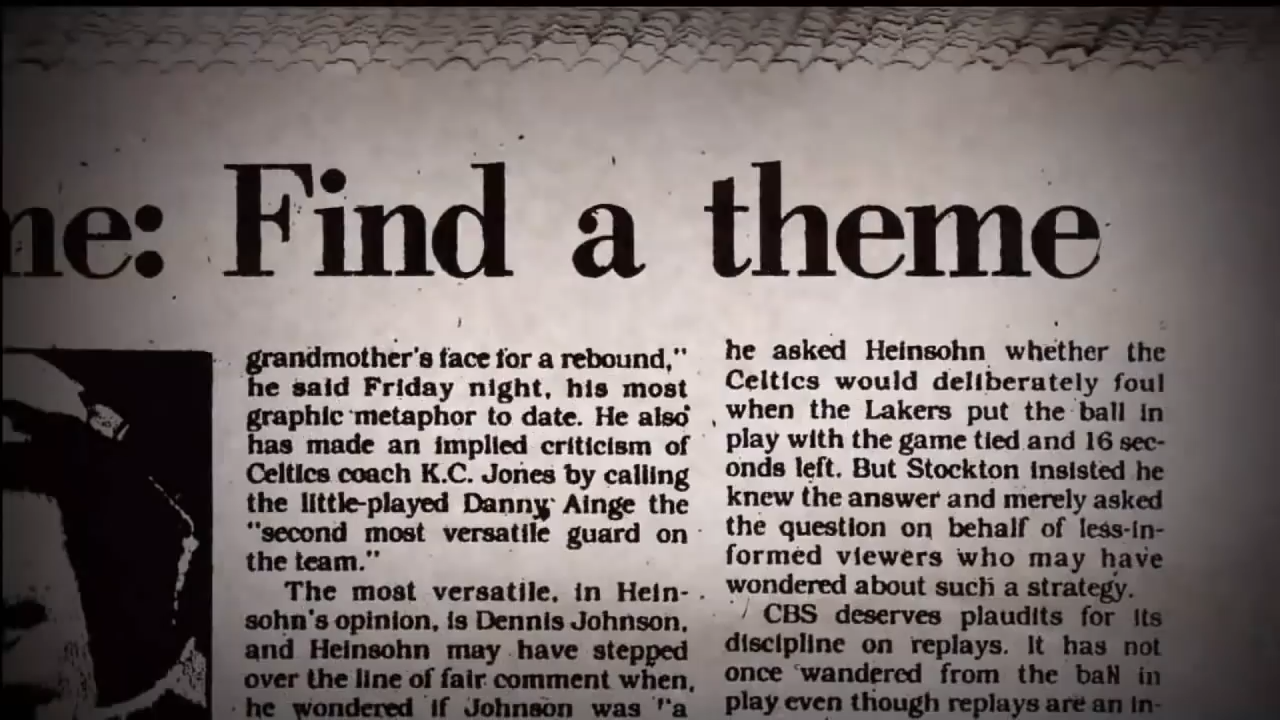 me: Find a theme
grandmother's face for a rebound,"
he said Friday night, his most
graphic metaphor to date. He also
has made an implied criticism of
Celtics coach K.C. Jones by calling
the little-played Danny Ainge the
"second most versatile guard on
the team."
The most versatile, in Hein-
sohn's opinion, is Dennis Johnson,
and Heinsohn may have stepped
over the line of fair comment when,
he wondered if Johnson was "a
he asked Heinsohn whether the
Celtics would deliberately foul
when the Lakers put the ball in
play with the game tied and 16 sec-
onds left. But Stockton insisted he
knew the answer and merely asked
the question on behalf of less-in-
formed viewers who may have
wondered about such a strategy.
CBS deserves plaudits for its
discipline on replays. It has not
once wandered from the ball in
play even though replays are an in-